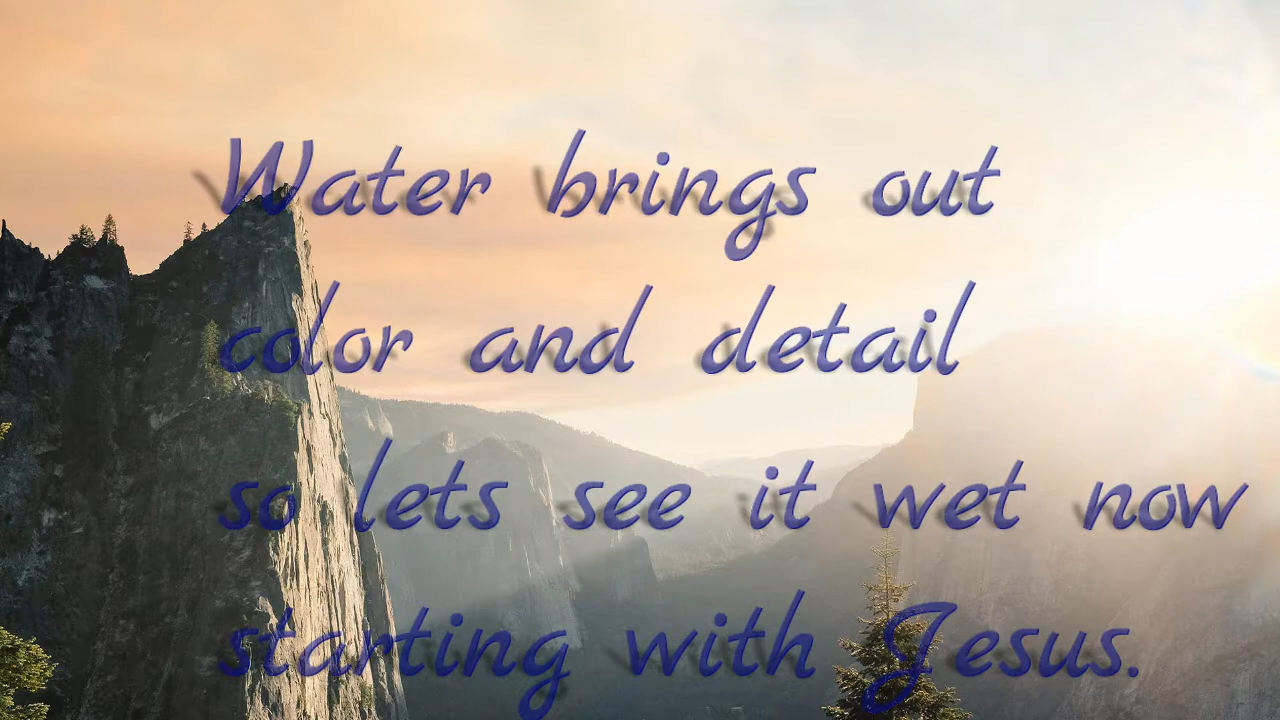 Water brings out
color and detail
so lets see it wet now
starting with Jesus.